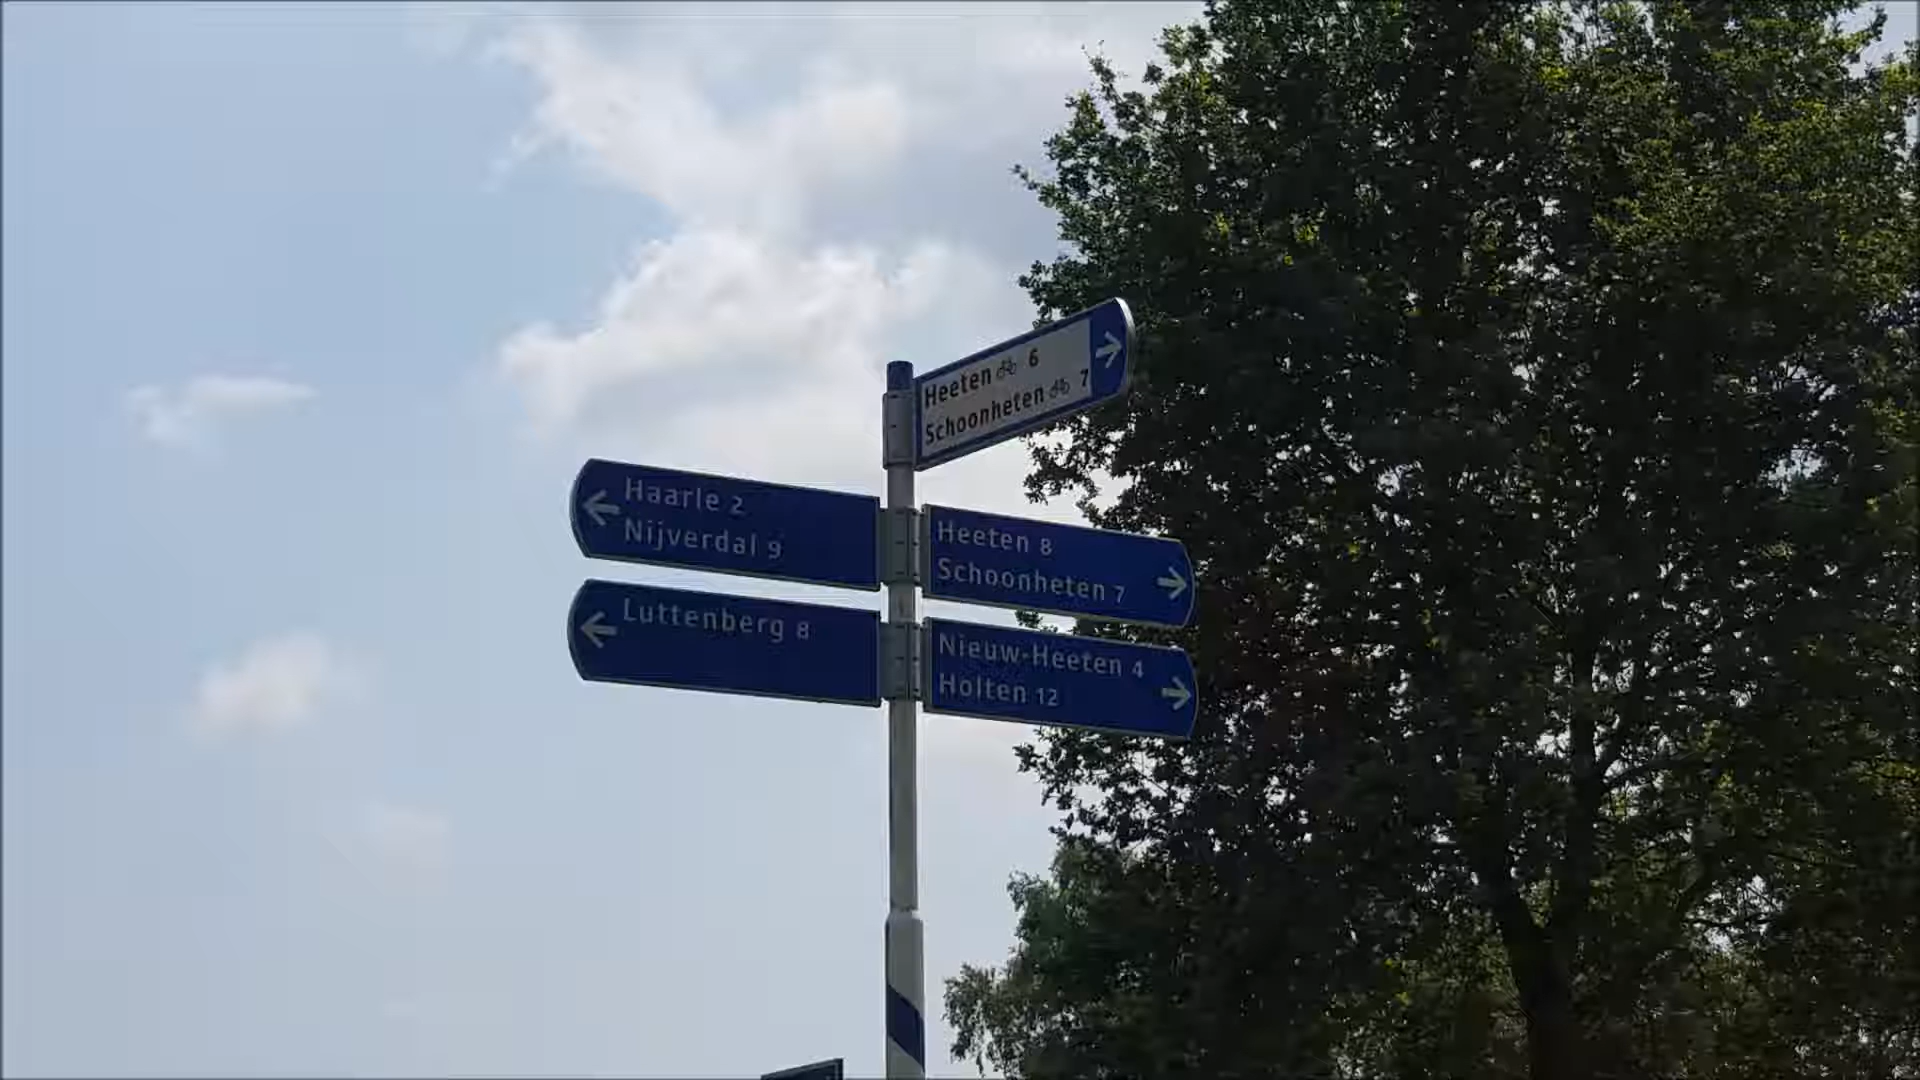 Heeten 6
Schoonheten 7
Haarle 2
Nijverdal 9
Heeten 8
Schoonheten 7
Luttenberg 8
Nieuw-Heeten 4
Holten 12